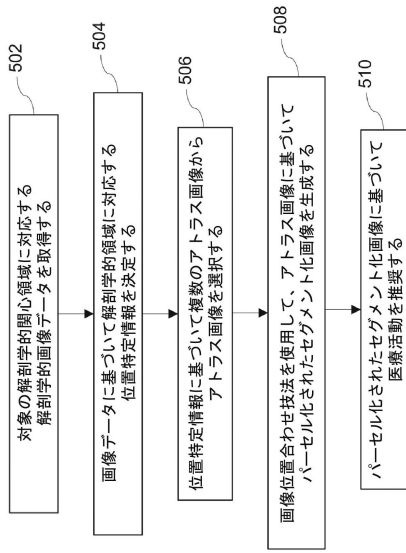 502
対象の解剖学的関心領域に対応する
解剖学的画像データを取得する
504
画像データに基づいて解剖学的領域に対応する
位置特定情報を決定する
506
位置特定情報に基づいて複数のアトラス画像から
アトラス画像を選択する
508
画像位置合わせ技法を使用して、アトラス画像に基づいて
パーセル化されたセグメント化画像を生成する
510
パーセル化されたセグメント化画像に基づいて
医療活動を推奨する